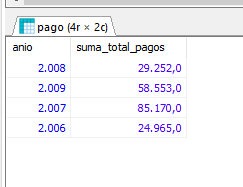 pago (4r × 2c)
anio suma_total_pagos
2.008 29.252,0
2.009 58.553,0
2.007 85.170,0
2.006 24.965,0